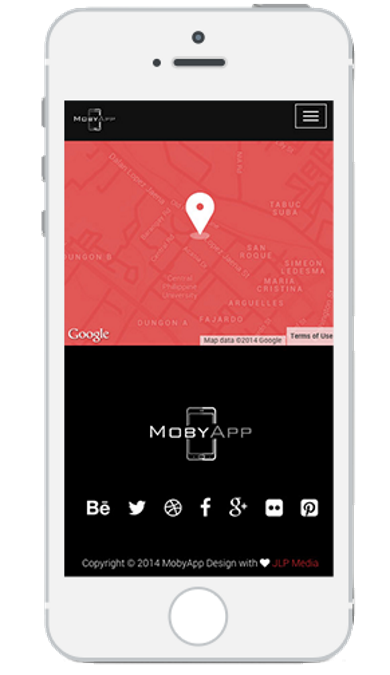 MOBYAPP
TABUC
SUBA
SAN
ROQUE
DUNGON B
SIMEON
LEDESMA
Central
Philippine
University
MARIA
CRISTINA
ARGUELLES
DUNGON A
FAJARDO
Google
Map data ©2014 Google
Terms of Use
MOBYAPP
Bē
Copyright © 2014 MobyApp Design with JLP Media